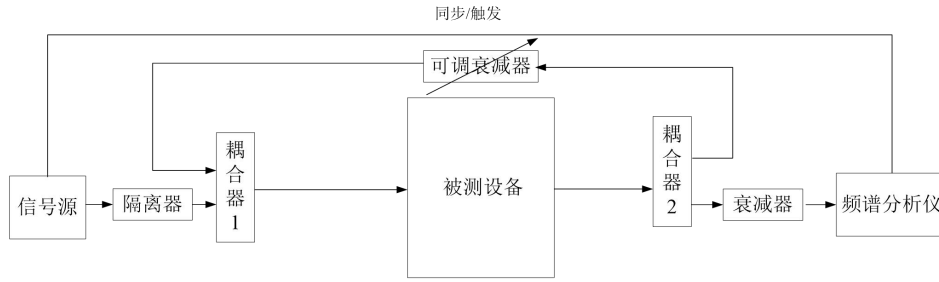 同步/触发
可调衰减器
耦合器1
被测设备
耦合器2
信号源
隔离器
衰减器
频谱分析仪